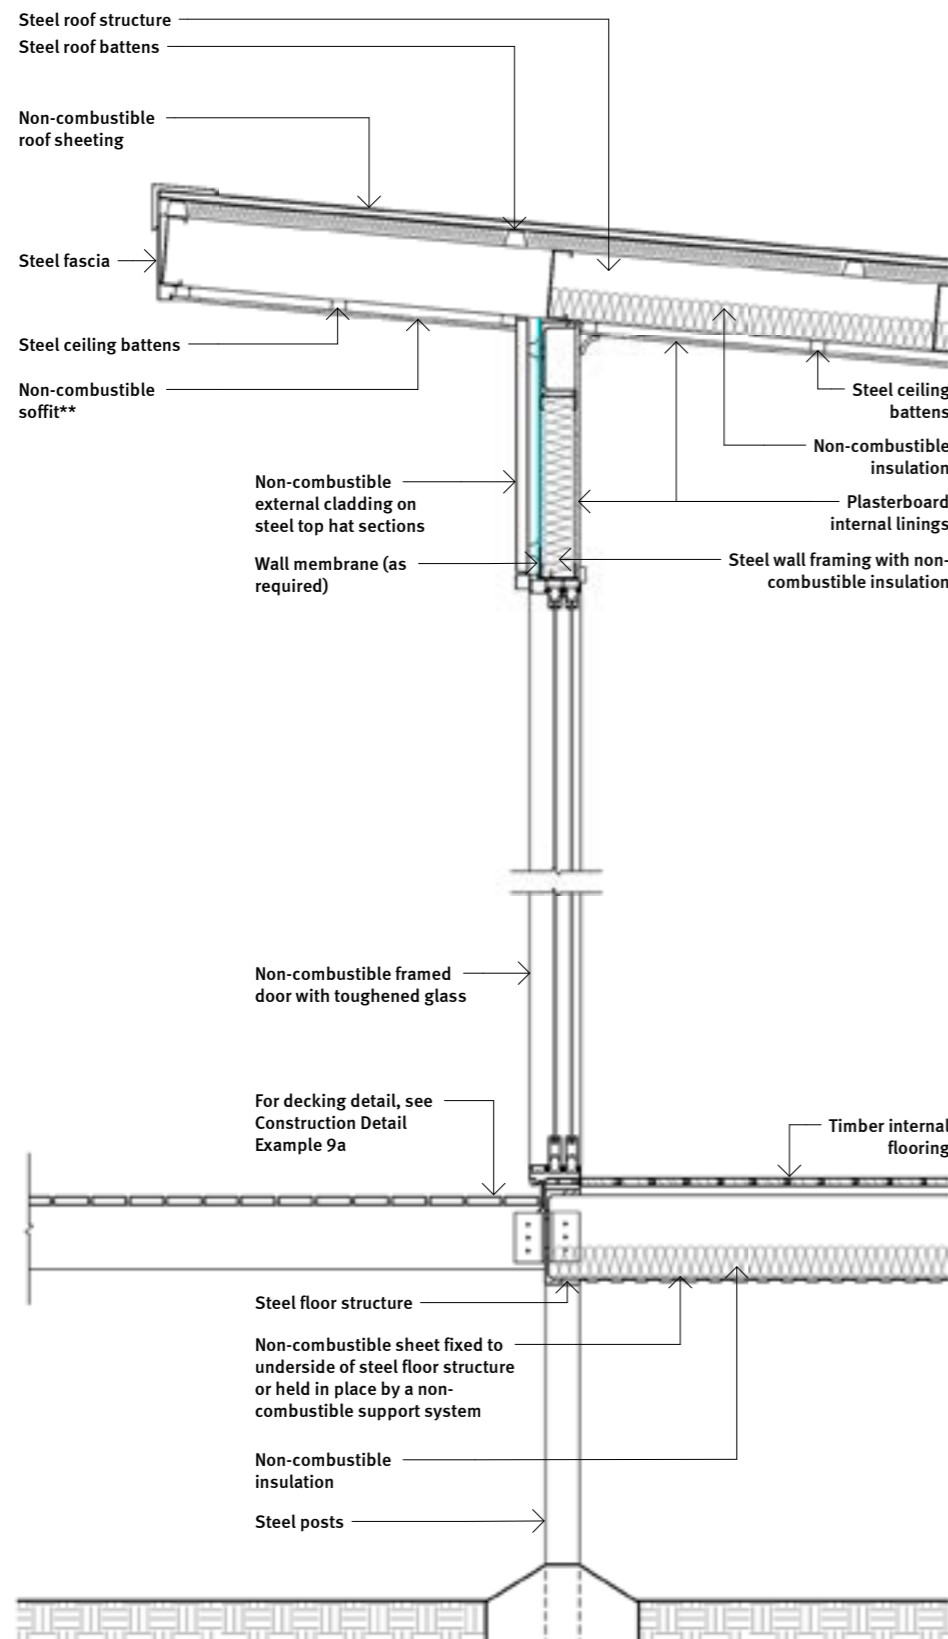 Steel roof structure
Steel roof battens
Non-combustible
roof sheeting
Steel fascia
Steel ceiling battens
Non-combustible
soffit**
Steel ceiling
battens
Non-combustible
insulation
Non-combustible
external cladding on
steel top hat sections
Plasterboard
internal linings
Wall membrane (as
required)
Steel wall framing with non-
combustible insulation
Non-combustible framed
door with toughened glass
For decking detail, see
Construction Detail
Example 9a
Timber internal
flooring
Steel floor structure
Non-combustible sheet fixed to
underside of steel floor structure
or held in place by a non-
combustible support system
Non-combustible
insulation
Steel posts